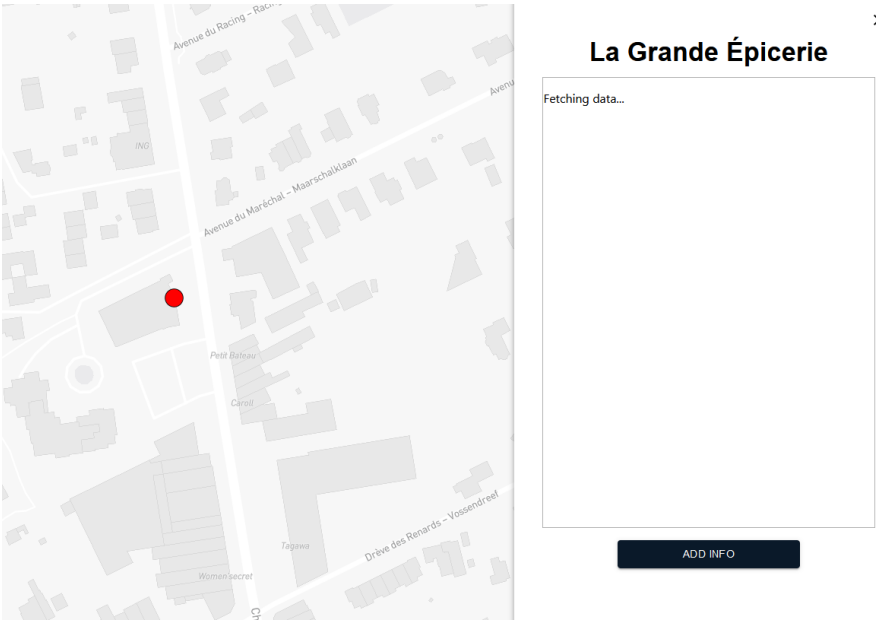 Avenue du Racing – Raci
Avenu
ING
Avenue du Maréchal – Maarschalklaan
Petit Bateau
Caroll
Tagawa
Drève des Renards – Vossendreef
Women secret
Ch
La Grande Épicerie
Fetching data...
ADD INFO